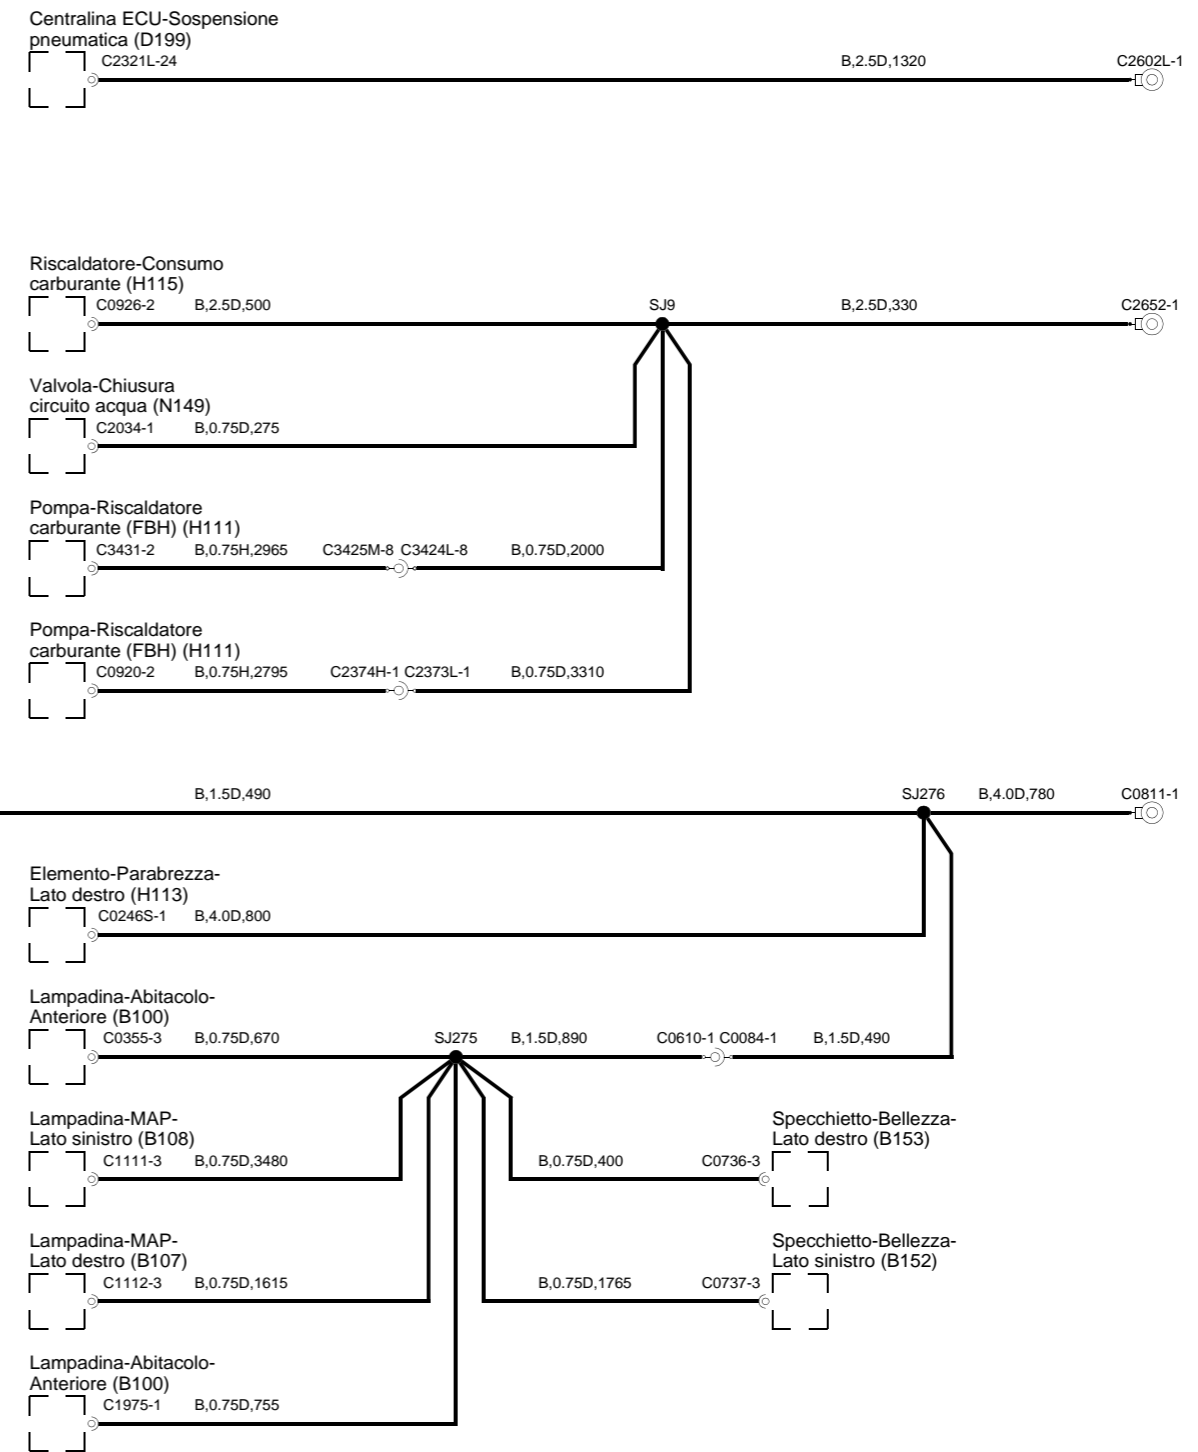 Centralina ECU-Sospensione
pneumatica (D199)
C2321L-24
B,2.5D,1320
C2602L-1
Riscaldatore-Consumo
carburante (H115)
C0926-2
B,2.5D,500
SJ9
B,2.5D,330
C2652-1
Valvola-Chiusura
circuito acqua (N149)
C2034-1
B,0.75D,275
Pompa-Riscaldatore
carburante (FBH) (H111)
C3431-2
B,0.75H,2965
C3425M-8 C3424L-8
B,0.75D,2000
Pompa-Riscaldatore
carburante (FBH) (H111)
C0920-2
B,0.75H,2795
C2374H-1 C2373L-1
B,0.75D,3310
B,1.5D,490
SJ276
B,4.0D,780
C0811-1
Elemento-Parabrezza-
Lato destro (H113)
C0246S-1
B,4.0D,800
Lampadina-Abitacolo-
Anteriore (B100)
C0355-3
B,0.75D,670
SJ275
B,1.5D,890
C0610-1 C0084-1
B,1.5D,490
Lampadina-MAP-
Lato sinistro (B108)
C1111-3
B,0.75D,3480
B,0.75D,400
C0736-3
Specchietto-Bellezza-
Lato destro (B153)
Lampadina-MAP-
Lato destro (B107)
C1112-3
B,0.75D,1615
B,0.75D,1765
C0737-3
Specchietto-Bellezza-
Lato sinistro (B152)
Lampadina-Abitacolo-
Anteriore (B100)
C1975-1
B,0.75D,755